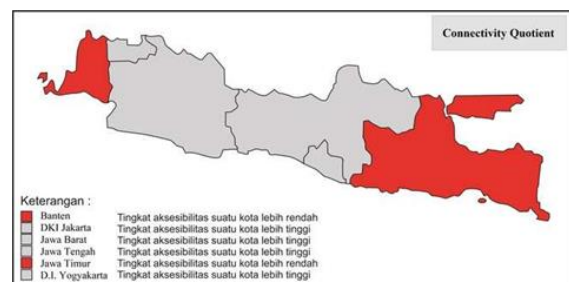 Connectivity Quotient
Keterangan :
Banten Tingkat aksesibilitas suatu kota lebih rendah
DKI Jakarta Tingkat aksesibilitas suatu kota lebih tinggi
Jawa Barat Tingkat aksesibilitas suatu kota lebih tinggi
Jawa Tengah Tingkat aksesibilitas suatu kota lebih tinggi
Jawa Timur Tingkat aksesibilitas suatu kota lebih rendah
D.I. Yogyakarta Tingkat aksesibilitas suatu kota lebih tinggi